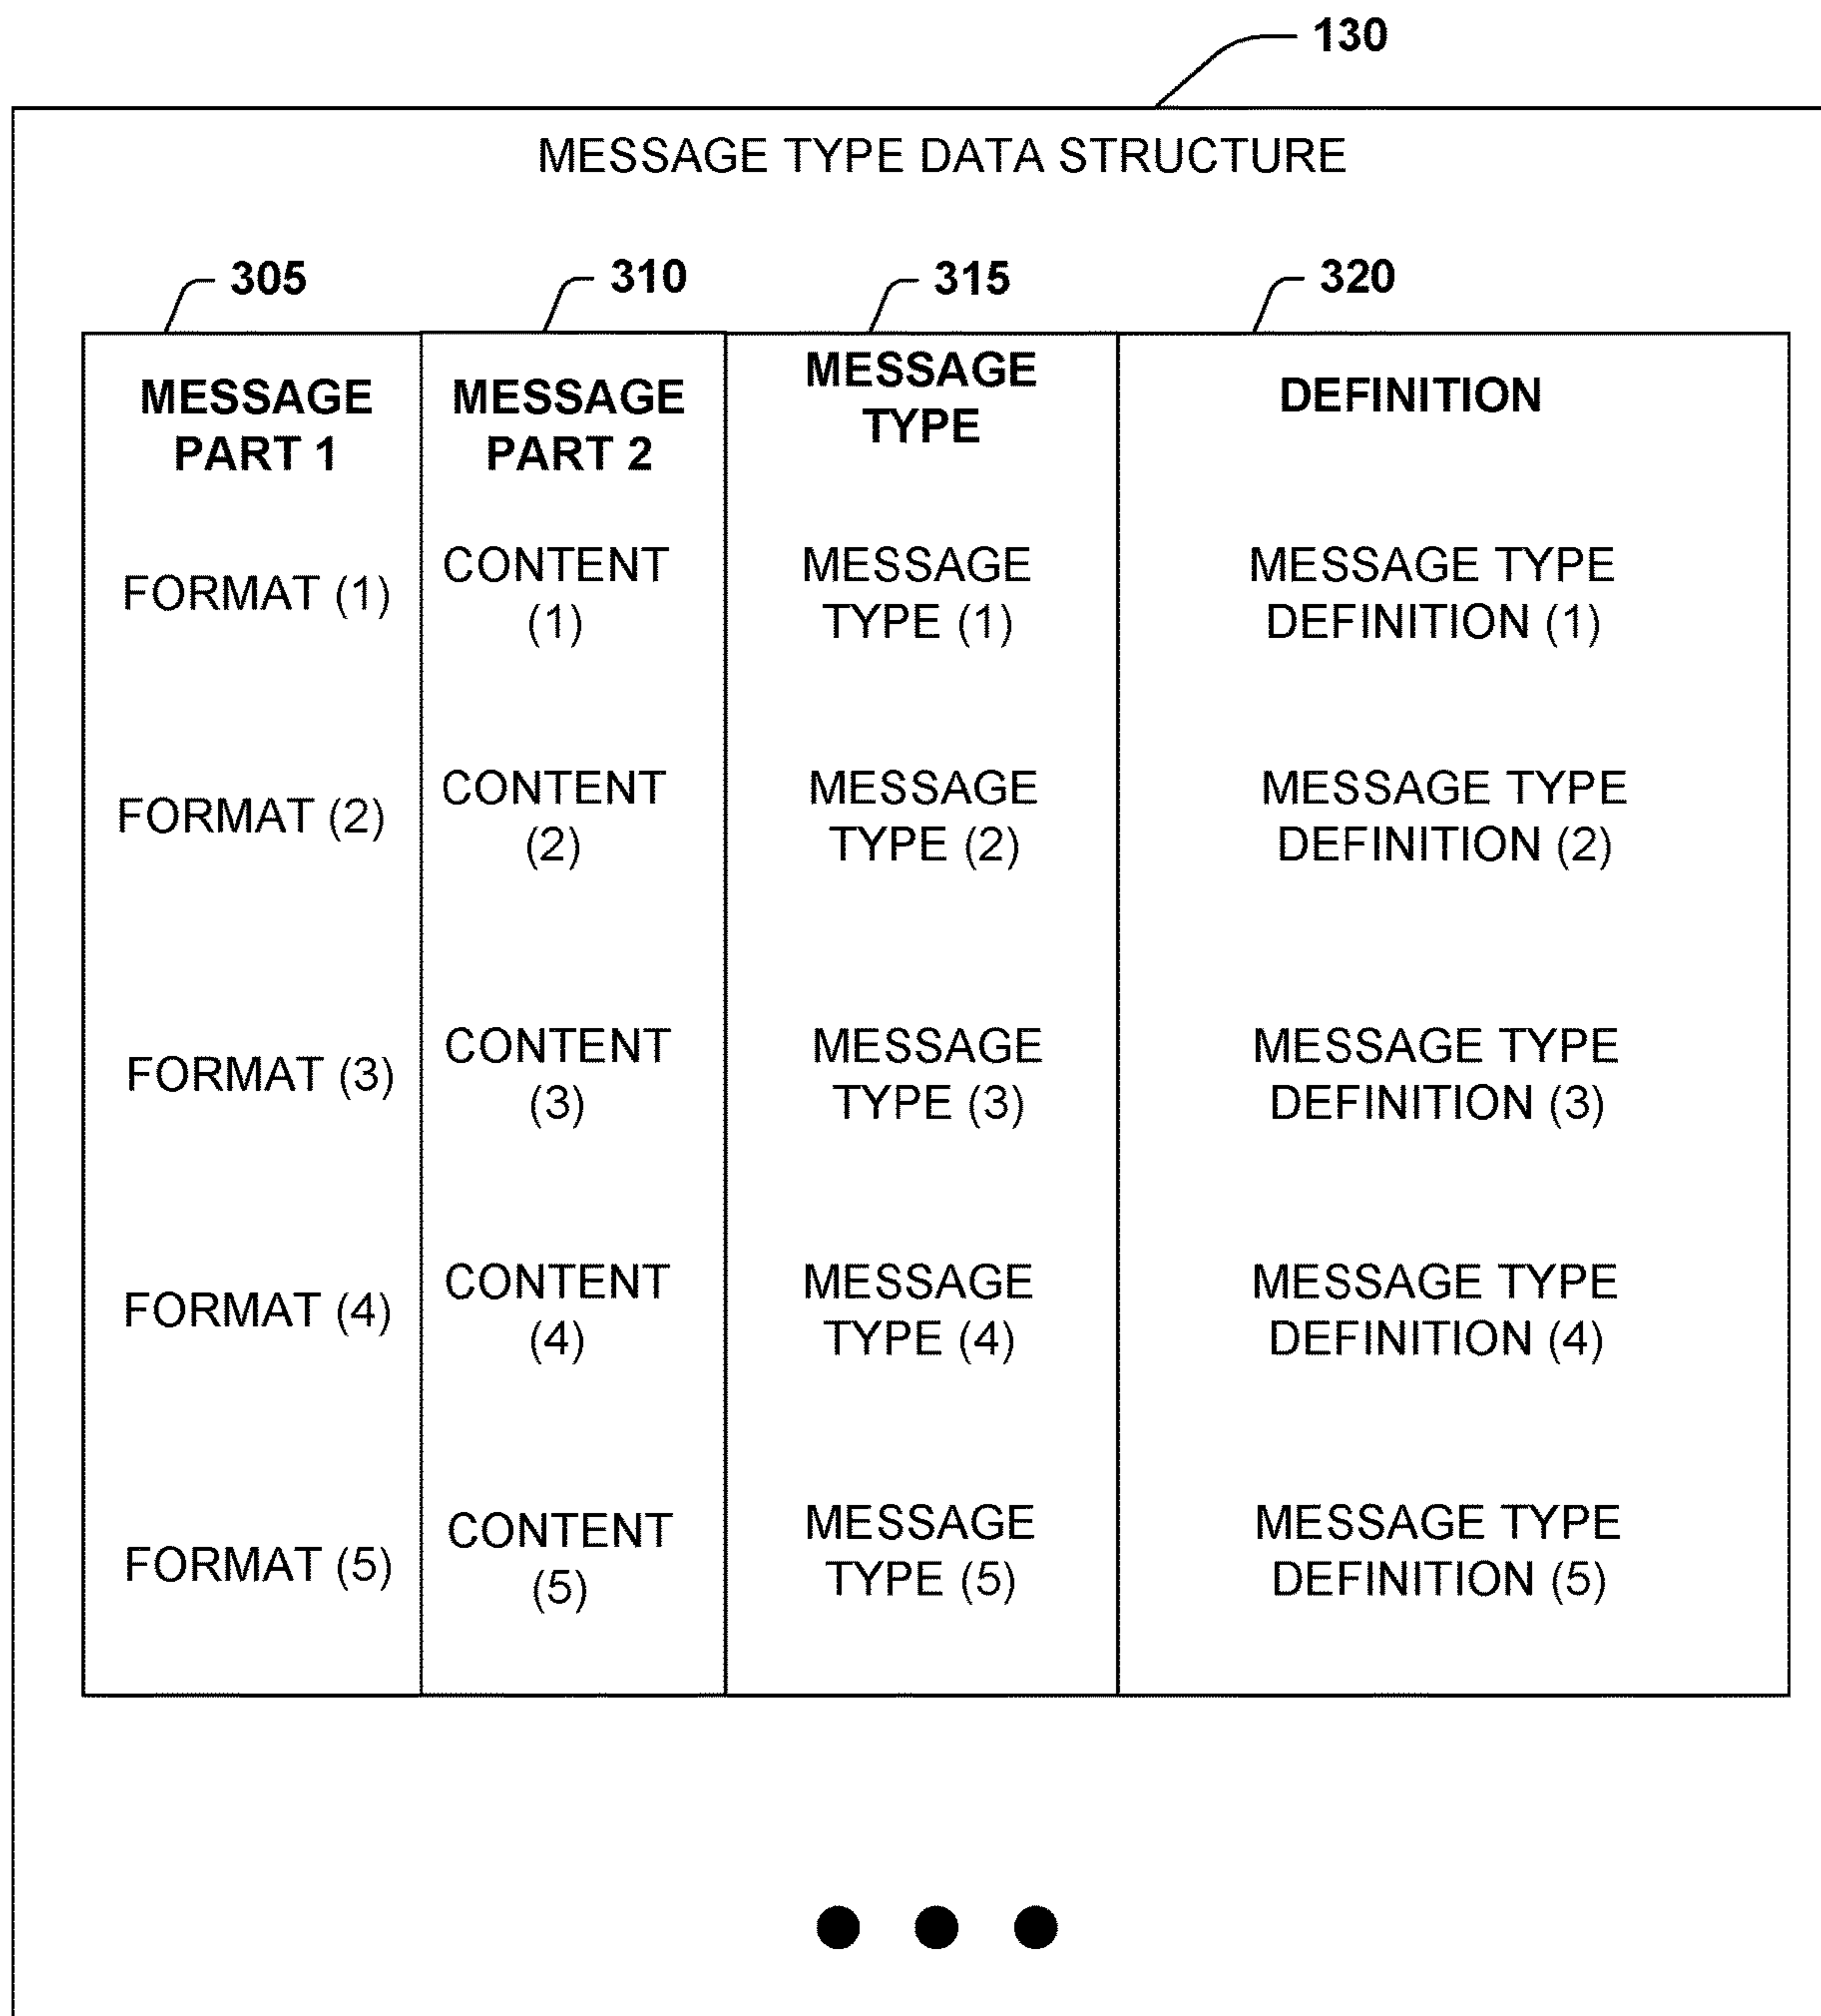 130
MESSAGE TYPE DATA STRUCTURE
305 310 315 320
MESSAGE PART 1
MESSAGE PART 2
MESSAGE TYPE
DEFINITION
FORMAT (1)
CONTENT (1)
MESSAGE TYPE (1)
MESSAGE TYPE DEFINITION (1)
FORMAT (2)
CONTENT (2)
MESSAGE TYPE (2)
MESSAGE TYPE DEFINITION (2)
FORMAT (3)
CONTENT (3)
MESSAGE TYPE (3)
MESSAGE TYPE DEFINITION (3)
FORMAT (4)
CONTENT (4)
MESSAGE TYPE (4)
MESSAGE TYPE DEFINITION (4)
FORMAT (5)
CONTENT (5)
MESSAGE TYPE (5)
MESSAGE TYPE DEFINITION (5)